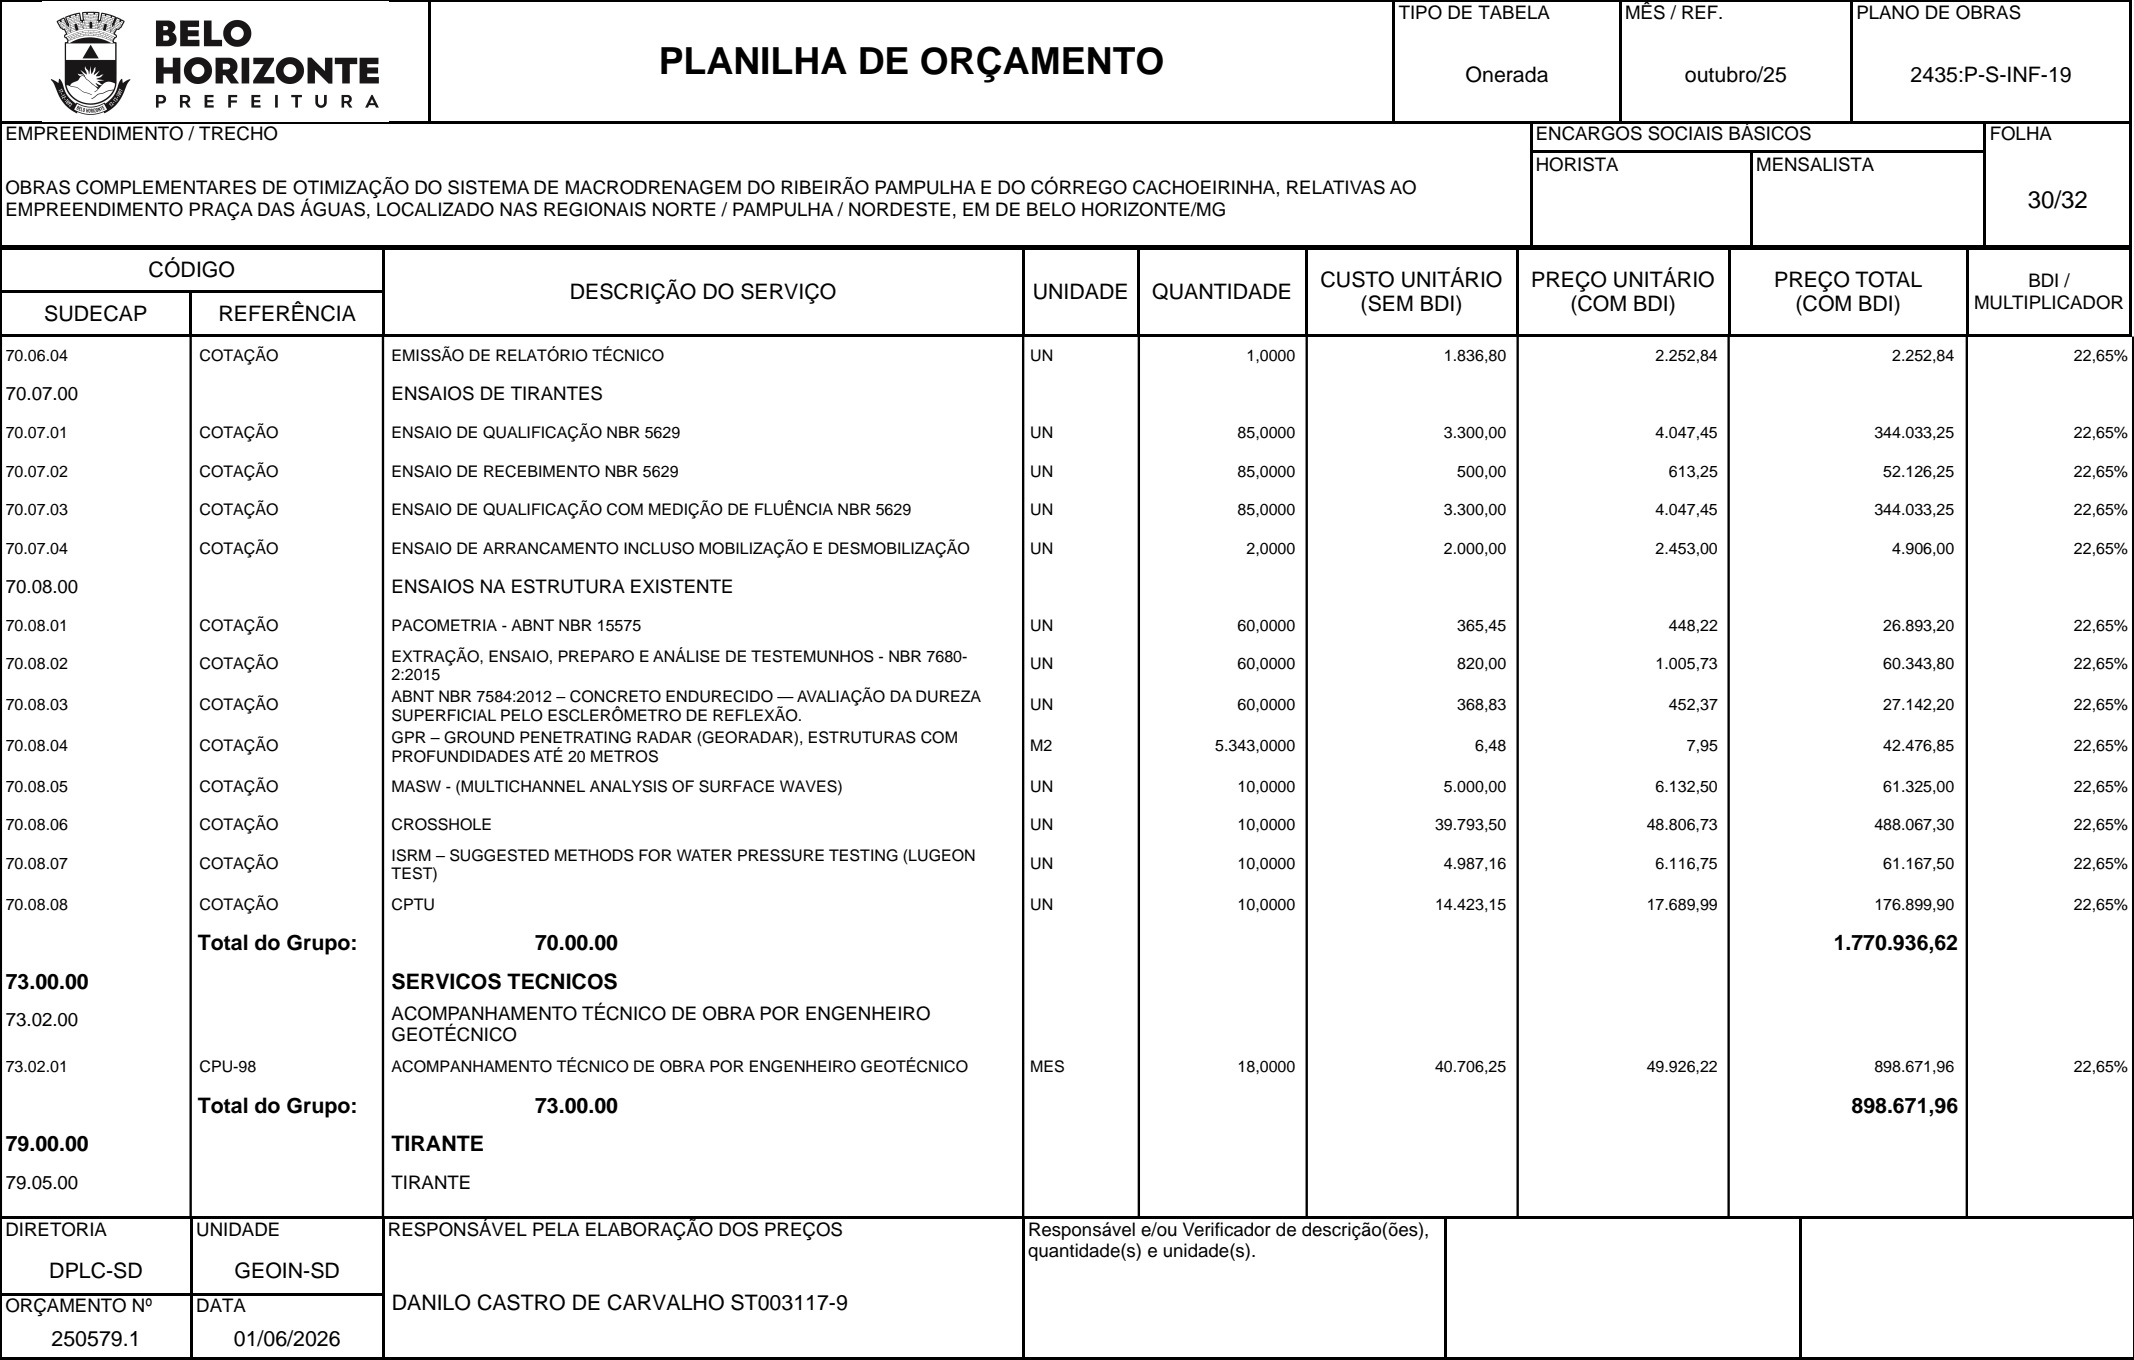 BELO
HORIZONTE
PREFEITURA
PLANILHA DE ORÇAMENTO
TIPO DE TABELA
Onerada
MÊS / REF.
outubro/25
PLANO DE OBRAS
2435:P-S-INF-19
EMPREENDIMENTO / TRECHO
OBRAS COMPLEMENTARES DE OTIMIZAÇÃO DO SISTEMA DE MACRODRENAGEM DO RIBEIRÃO PAMPULHA E DO CÓRREGO CACHOEIRINHA, RELATIVAS AO
EMPREENDIMENTO PRAÇA DAS ÁGUAS, LOCALIZADO NAS REGIONAIS NORTE / PAMPULHA / NORDESTE, EM DE BELO HORIZONTE/MG
ENCARGOS SOCIAIS BÁSICOS
HORISTA
MENSALISTA
FOLHA
30/32
CÓDIGO
SUDECAP
REFERÊNCIA
DESCRIÇÃO DO SERVIÇO
UNIDADE
QUANTIDADE
CUSTO UNITÁRIO
(SEM BDI)
PREÇO UNITÁRIO
(COM BDI)
PREÇO TOTAL
(COM BDI)
BDI /
MULTIPLICADOR
70.06.04 COTAÇÃO EMISSÃO DE RELATÓRIO TÉCNICO UN 1,0000 1.836,80 2.252,84 2.252,84 22,65%
70.07.00 ENSAIOS DE TIRANTES
70.07.01 COTAÇÃO ENSAIO DE QUALIFICAÇÃO NBR 5629 UN 85,0000 3.300,00 4.047,45 344.033,25 22,65%
70.07.02 COTAÇÃO ENSAIO DE RECEBIMENTO NBR 5629 UN 85,0000 500,00 613,25 52.126,25 22,65%
70.07.03 COTAÇÃO ENSAIO DE QUALIFICAÇÃO COM MEDIÇÃO DE FLUÊNCIA NBR 5629 UN 85,0000 3.300,00 4.047,45 344.033,25 22,65%
70.07.04 COTAÇÃO ENSAIO DE ARRANCAMENTO INCLUSO MOBILIZAÇÃO E DESMOBILIZAÇÃO UN 2,0000 2.000,00 2.453,00 4.906,00 22,65%
70.08.00 ENSAIOS NA ESTRUTURA EXISTENTE
70.08.01 COTAÇÃO PACOMETRIA - ABNT NBR 15575 UN 60,0000 365,45 448,22 26.893,20 22,65%
70.08.02 COTAÇÃO EXTRAÇÃO, ENSAIO, PREPARO E ANÁLISE DE TESTEMUNHOS - NBR 7680-
2:2015 UN 60,0000 820,00 1.005,73 60.343,80 22,65%
70.08.03 COTAÇÃO ABNT NBR 7584:2012 – CONCRETO ENDURECIDO — AVALIAÇÃO DA DUREZA
SUPERFICIAL PELO ESCLERÔMETRO DE REFLEXÃO. UN 60,0000 368,83 452,37 27.142,20 22,65%
70.08.04 COTAÇÃO GPR – GROUND PENETRATING RADAR (GEORADAR), ESTRUTURAS COM
PROFUNDIDADES ATÉ 20 METROS M2 5.343,0000 6,48 7,95 42.476,85 22,65%
70.08.05 COTAÇÃO MASW - (MULTICHANNEL ANALYSIS OF SURFACE WAVES) UN 10,0000 5.000,00 6.132,50 61.325,00 22,65%
70.08.06 COTAÇÃO CROSSHOLE UN 10,0000 39.793,50 48.806,73 488.067,30 22,65%
70.08.07 COTAÇÃO ISRM – SUGGESTED METHODS FOR WATER PRESSURE TESTING (LUGEON
TEST) UN 10,0000 4.987,16 6.116,75 61.167,50 22,65%
70.08.08 COTAÇÃO CPTU UN 10,0000 14.423,15 17.689,99 176.899,90 22,65%
Total do Grupo: 70.00.00 1.770.936,62
73.00.00 SERVICOS TECNICOS
73.02.00 ACOMPANHAMENTO TÉCNICO DE OBRA POR ENGENHEIRO
GEOTÉCNICO
73.02.01 CPU-98 ACOMPANHAMENTO TÉCNICO DE OBRA POR ENGENHEIRO GEOTÉCNICO MES 18,0000 40.706,25 49.926,22 898.671,96 22,65%
Total do Grupo: 73.00.00 898.671,96
79.00.00 TIRANTE
79.05.00 TIRANTE
DIRETORIA
DPLC-SD
UNIDADE
GEOIN-SD
RESPONSÁVEL PELA ELABORAÇÃO DOS PREÇOS
DANILO CASTRO DE CARVALHO ST003117-9
Responsável e/ou Verificador de descrição(ões),
quantidade(s) e unidade(s).
ORÇAMENTO Nº
250579.1
DATA
01/06/2026